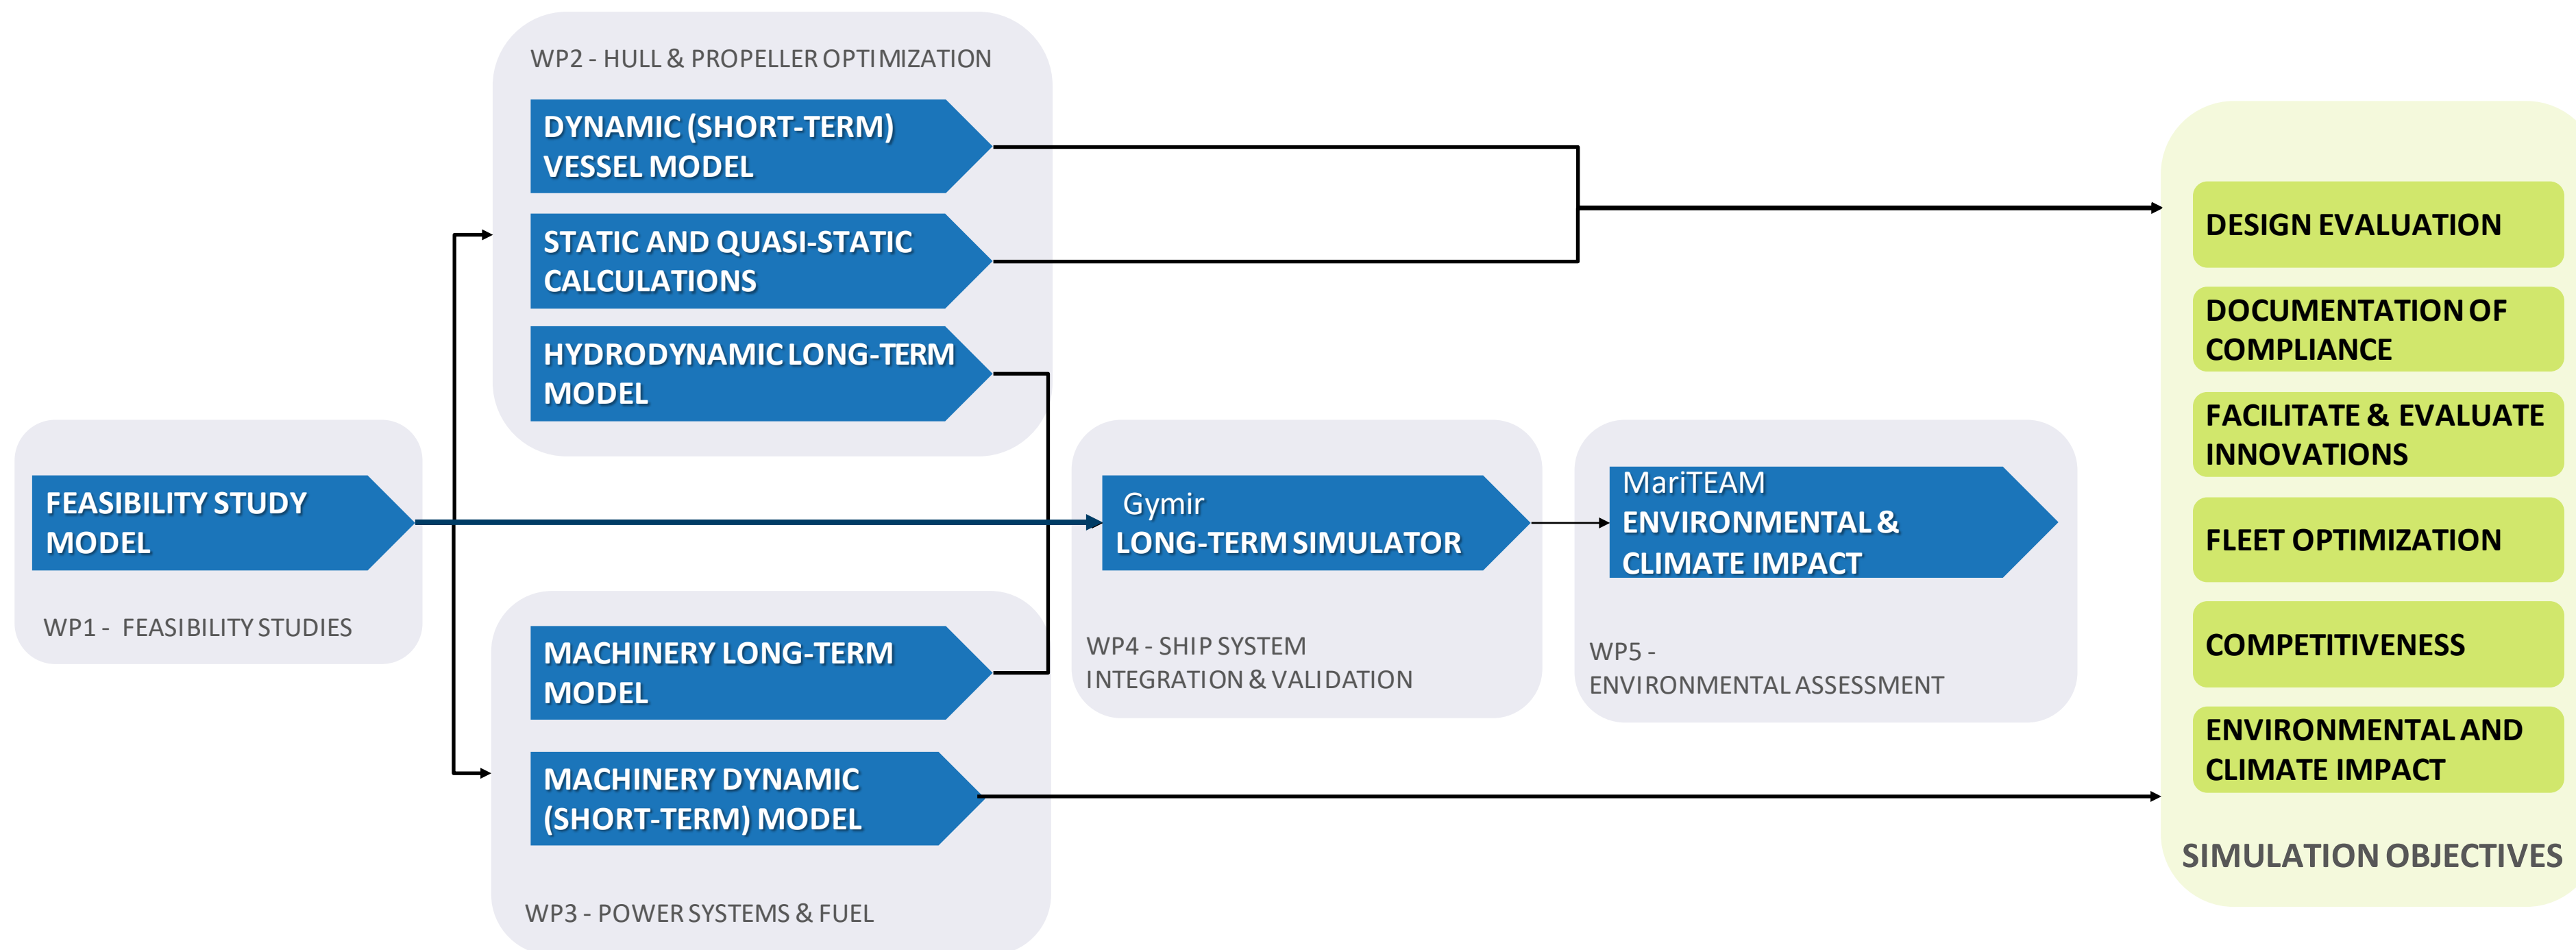 WP2 - HULL & PROPELLER OPTIMIZATION
DYNAMIC (SHORT-TERM)
VESSEL MODEL
STATIC AND QUASI-STATIC
CALCULATIONS
HYDRODYNAMIC LONG-TERM
MODEL
FEASIBILITY STUDY
MODEL
WP1 - FEASIBILITY STUDIES
MACHINERY LONG-TERM
MODEL
MACHINERY DYNAMIC
(SHORT-TERM) MODEL
WP3 - POWER SYSTEMS & FUEL
Gymir
LONG-TERM SIMULATOR
WP4 - SHIP SYSTEM
INTEGRATION & VALIDATION
MariTEAM
ENVIRONMENTAL &
CLIMATE IMPACT
WP5 -
ENVIRONMENTAL ASSESSMENT
DESIGN EVALUATION
DOCUMENTATION OF
COMPLIANCE
FACILITATE & EVALUATE
INNOVATIONS
FLEET OPTIMIZATION
COMPETITIVENESS
ENVIRONMENTAL AND
CLIMATE IMPACT
SIMULATION OBJECTIVES